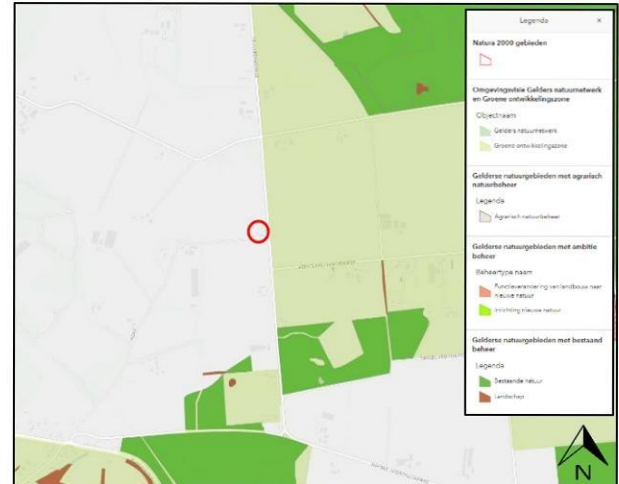 Legenda ×
Natura 2000 gebieden
Omgevingsvisie Gelders natuurnetwerk
en Groene ontwikkelingszone
Objectnaam
Gelders natuurnetwerk
Groene ontwikkelingszone
Gelderse natuurgebieden met agrarisch
natuurbeheer
Legenda
Agrarisch natuurbeheer
Gelderse natuurgebieden met ambitie
beheer
Beheertype naam
Functieverandering van landbouw naar
nieuwe natuur
Inrichting nieuwe natuur
Gelderse natuurgebieden met bestaand
beheer
Legenda
Bestaande natuur
Landschap
N